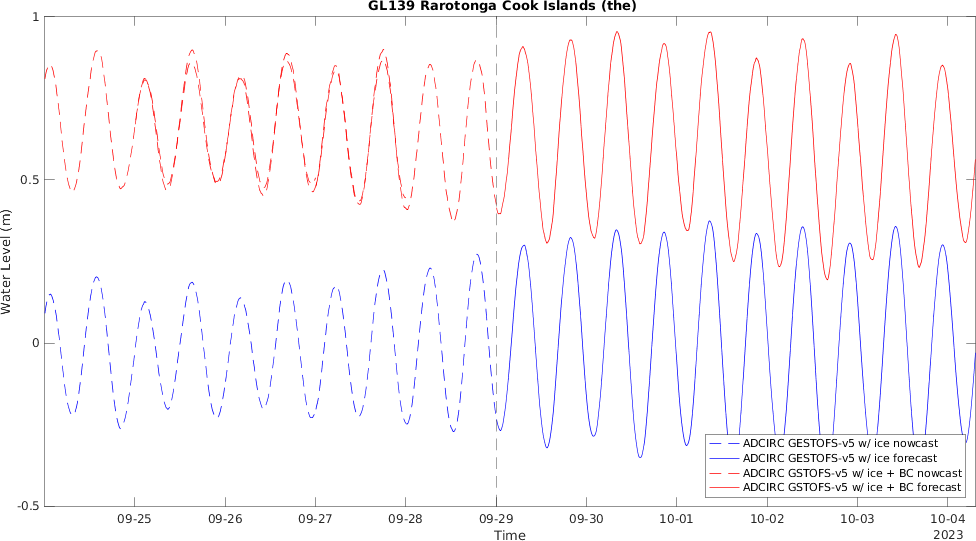 GL139 Rarotonga Cook Islands (the)
1
0.5
0
-0.5
Water Level (m)
ADCIRC GESTOFS-v5 w/ ice nowcast
ADCIRC GESTOFS-v5 w/ ice forecast
ADCIRC GSTOFS-v5 w/ ice + BC nowcast
ADCIRC GSTOFS-v5 w/ ice + BC forecast
09-25 09-26 09-27 09-28 09-29 09-30 10-01 10-02 10-03 10-04
Time 2023